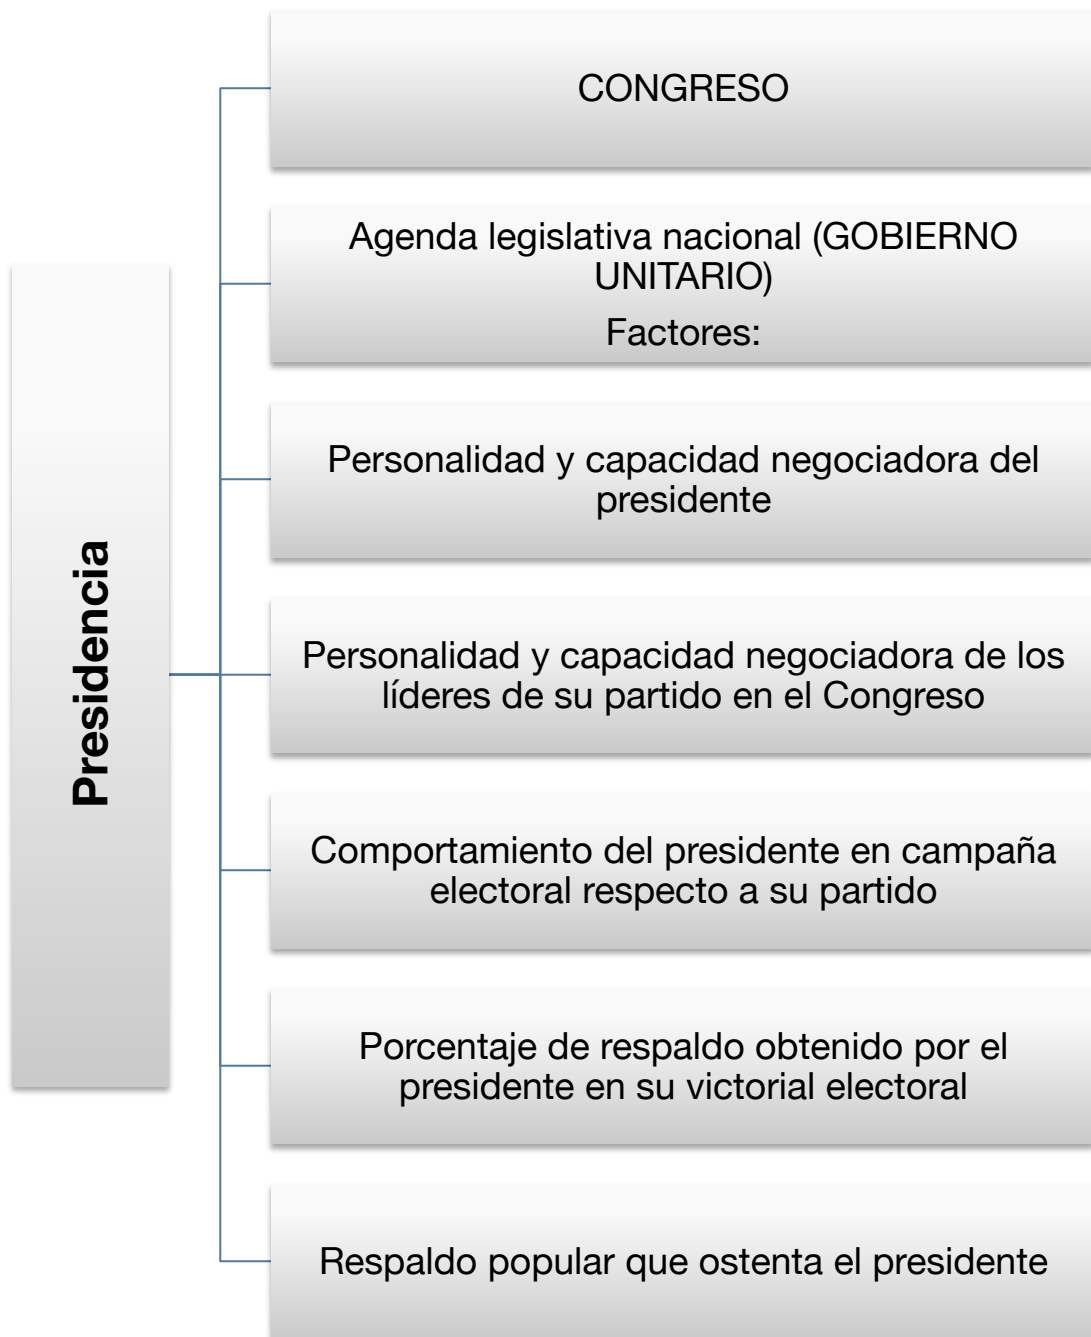 Presidencia
CONGRESO
Agenda legislativa nacional (GOBIERNO
UNITARIO)
Factores:
Personalidad y capacidad negociadora del
presidente
Personalidad y capacidad negociadora de los
líderes de su partido en el Congreso
Comportamiento del presidente en campaña
electoral respecto a su partido
Porcentaje de respaldo obtenido por el
presidente en su victorial electoral
Respaldo popular que ostenta el presidente